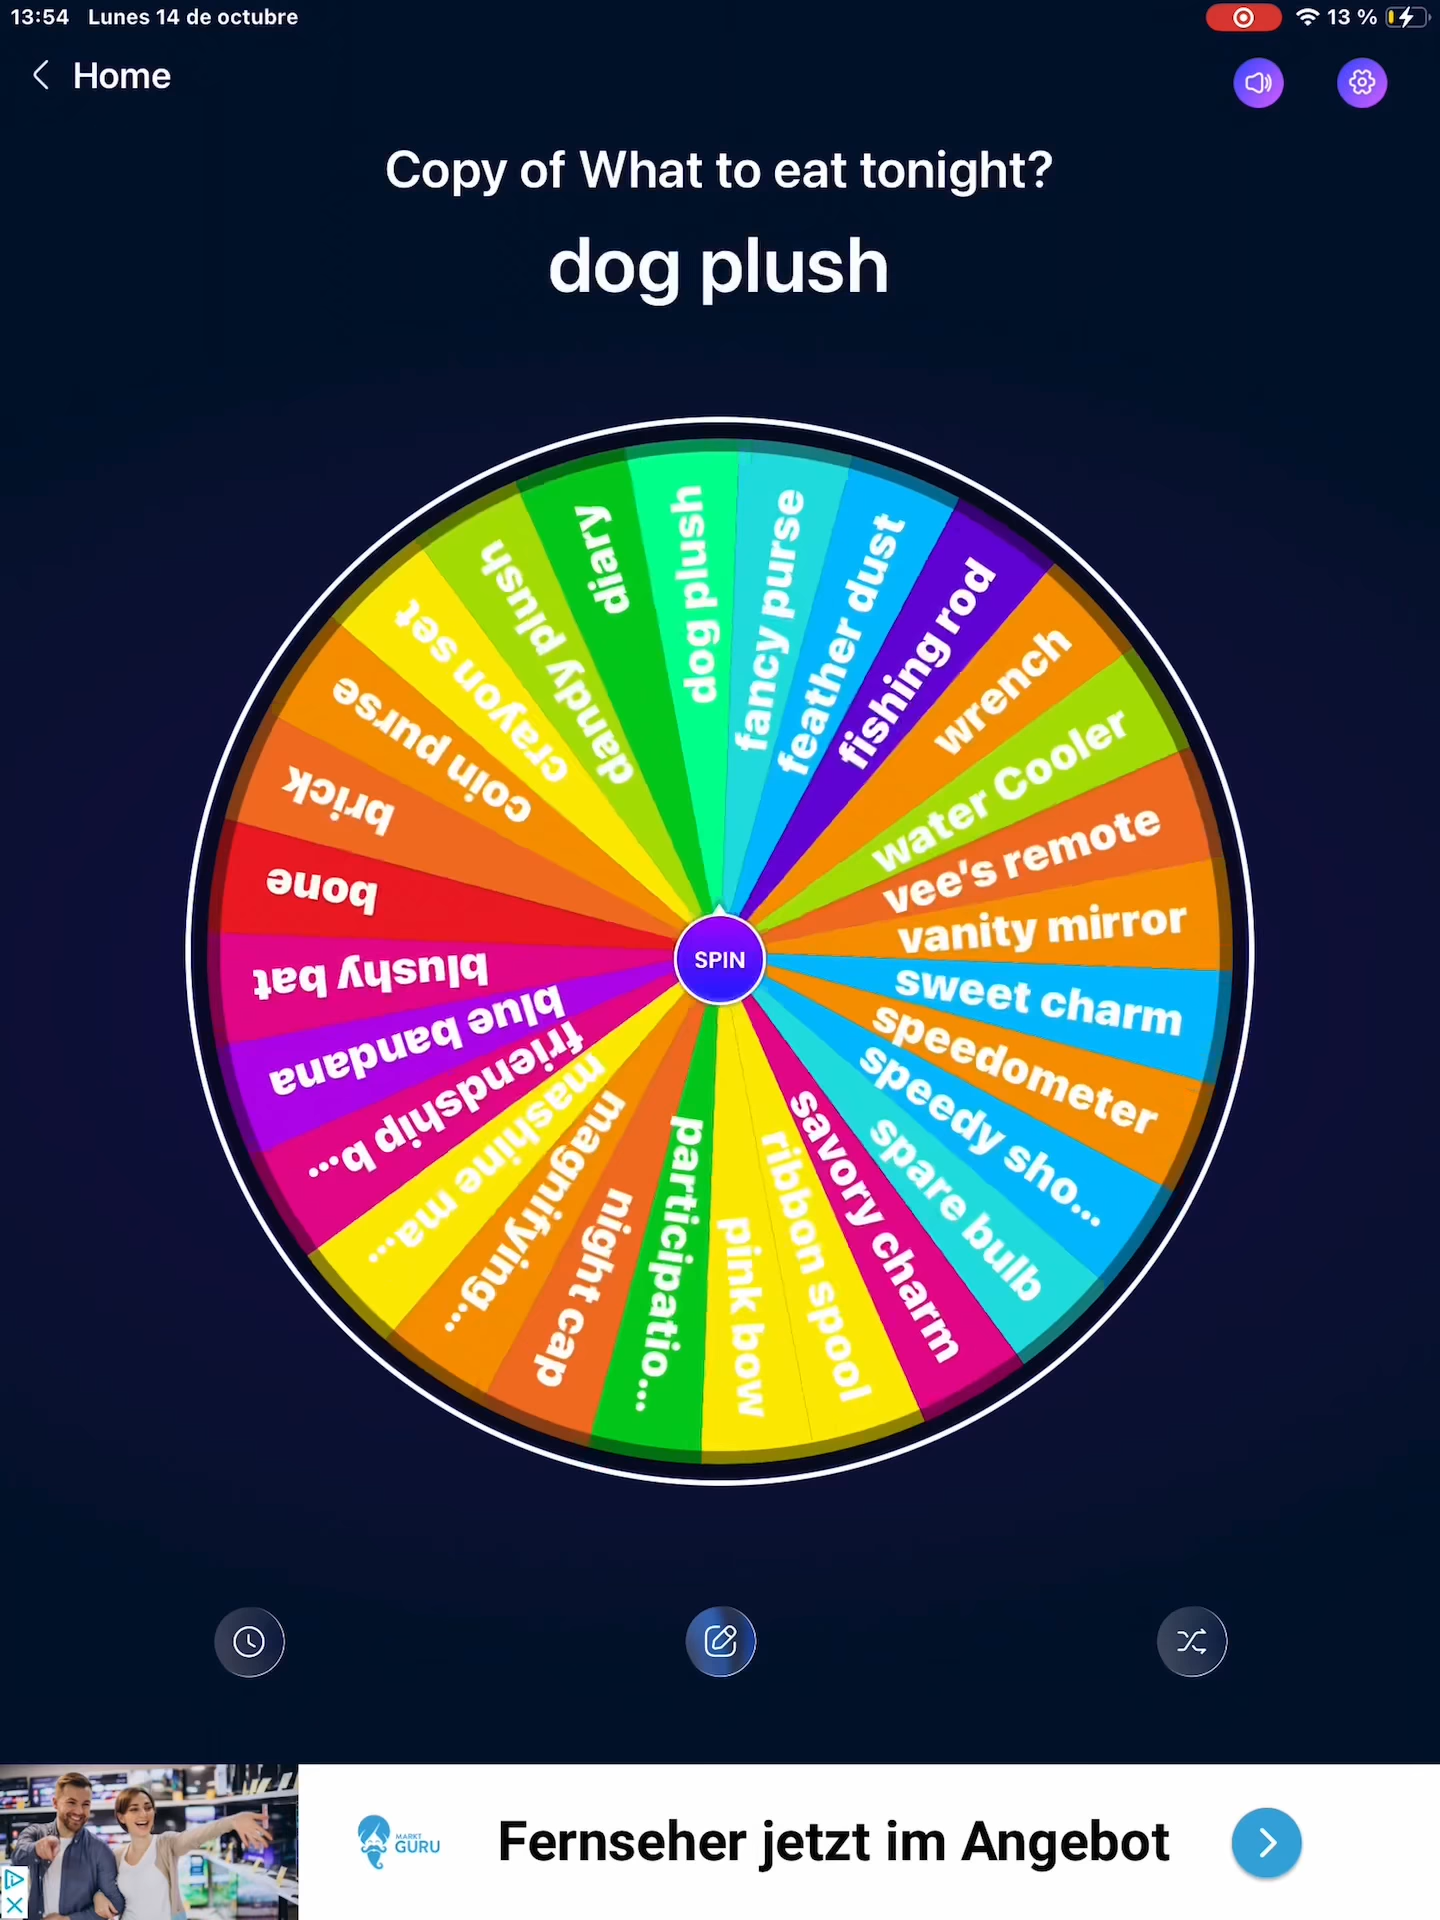 13:54 Lunes 14 de octubre
13 %
Home
Copy of What to eat tonight?
dog plush
dog plush
fancy purse
feather dust
fishing rod
wrench
water Cooler
vee's remote
vanity mirror
sweet charm
speedometer
speedy sho...
spare bulb
savory charm
ribbon spool
pink bow
participatio...
night cap
magnifying...
mashine ma...
friendship b...
blue bandana
blushy bat
bone
brick
coin purse
crayon set
dandy plush
diary
SPIN
MARKT
GURU
Fernseher jetzt im Angebot